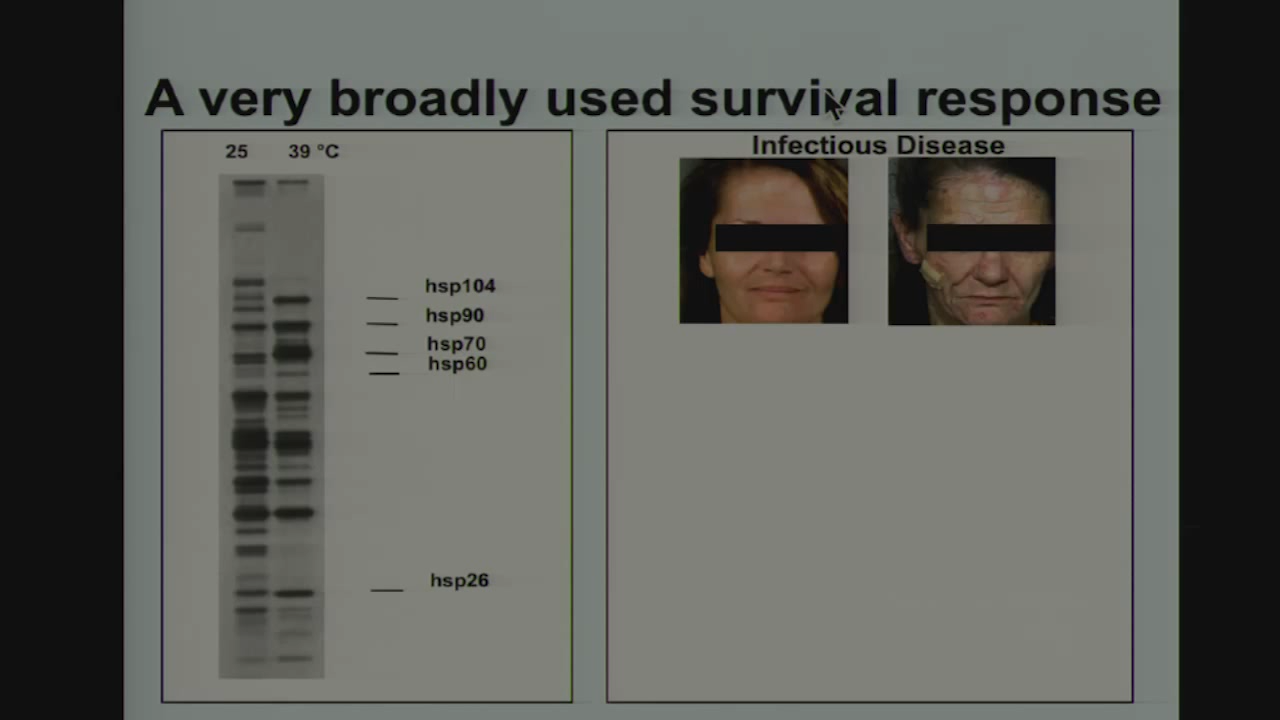 A very broadly used survival response
25 39 °C
hsp104
hsp90
hsp70
hsp60
hsp26
Infectious Disease